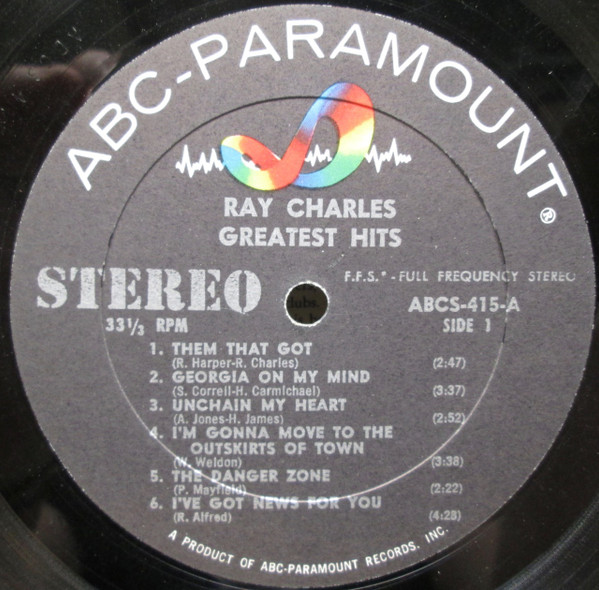 ABC-PARAMOUNT®
RAY CHARLES
GREATEST HITS
STEREO
F.F.S.* - FULL FREQUENCY STEREO
33 1/3 RPM
ABCS-415-A
SIDE 1
1. THEM THAT GOT
(R. Harper-R. Charles) (2:47)
2. GEORGIA ON MY MIND
(S. Correll-H. Carmichael) (3:37)
3. UNCHAIN MY HEART
(A. Jones-H. James) (2:52)
4. I'M GONNA MOVE TO THE
OUTSKIRTS OF TOWN
(W. Weldon) (3:38)
5. THE DANGER ZONE
(P. Mayfield) (2:22)
6. I'VE GOT NEWS FOR YOU
(R. Alfred) (4:28)
A PRODUCT OF ABC-PARAMOUNT RECORDS, INC.